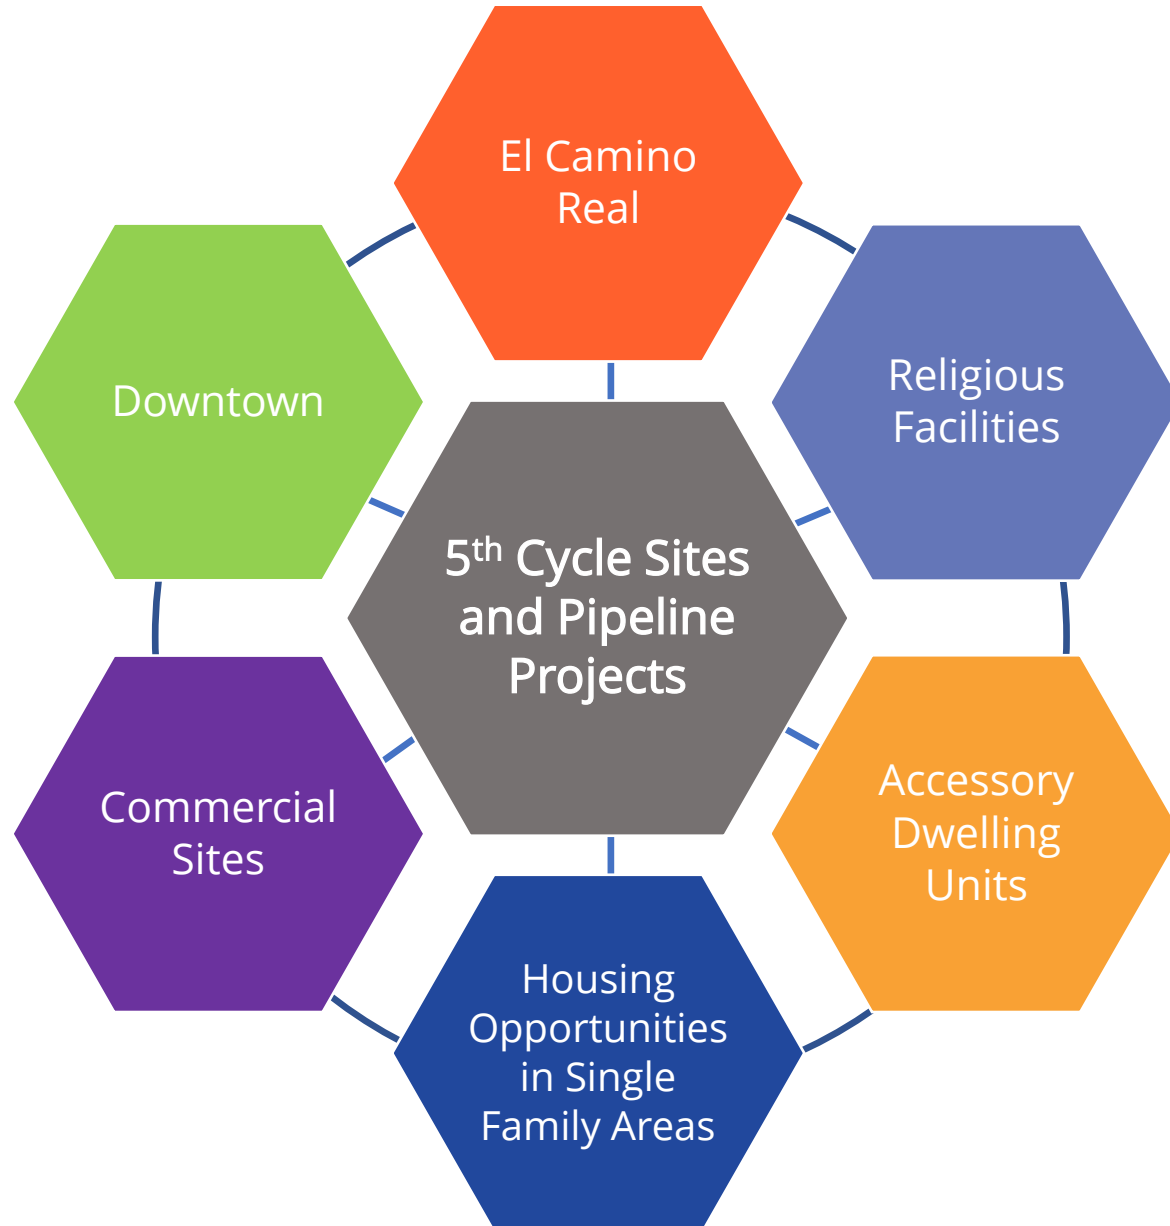 El Camino
Real
Religious
Facilities
Downtown
5th Cycle Sites
and Pipeline
Projects
Accessory
Dwelling
Units
Commercial
Sites
Housing
Opportunities
in Single
Family Areas